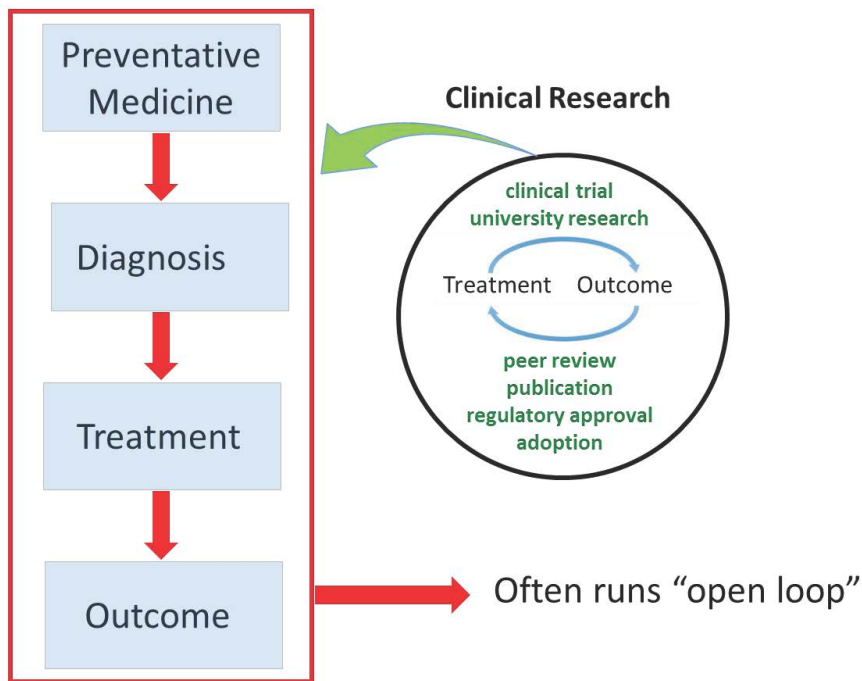 Preventative
Medicine
Diagnosis
Treatment
Outcome
Clinical Research
clinical trial
university research
Treatment Outcome
peer review
publication
regulatory approval
adoption
Often runs “open loop”